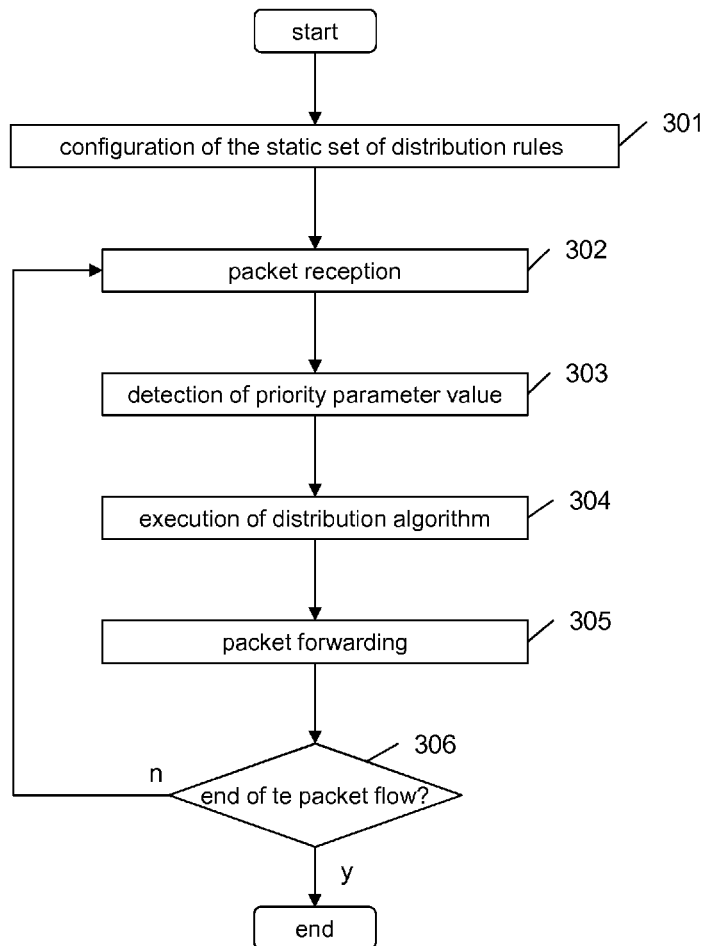 start
configuration of the static set of distribution rules
301
packet reception
302
detection of priority parameter value
303
execution of distribution algorithm
304
packet forwarding
305
306
n
end of te packet flow?
y
end